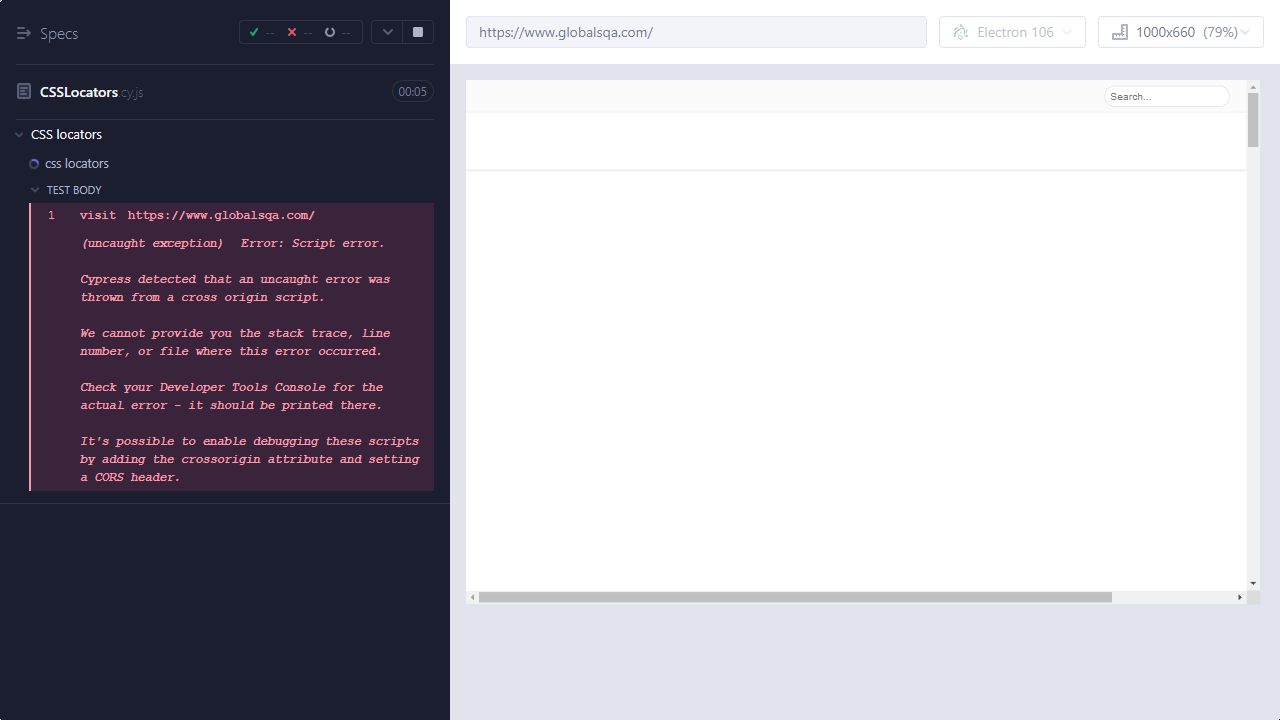 Specs
-- -- --
CSSLocators.cy.js
00:05
CSS locators
css locators
TEST BODY
1 visit https://www.globalsqa.com/
(uncaught exception) Error: Script error.
Cypress detected that an uncaught error was
thrown from a cross origin script.
We cannot provide you the stack trace, line
number, or file where this error occurred.
Check your Developer Tools Console for the
actual error - it should be printed there.
It's possible to enable debugging these scripts
by adding the crossorigin attribute and setting
a CORS header.
https://www.globalsqa.com/
Electron 106
1000x660 (79%)
Search...